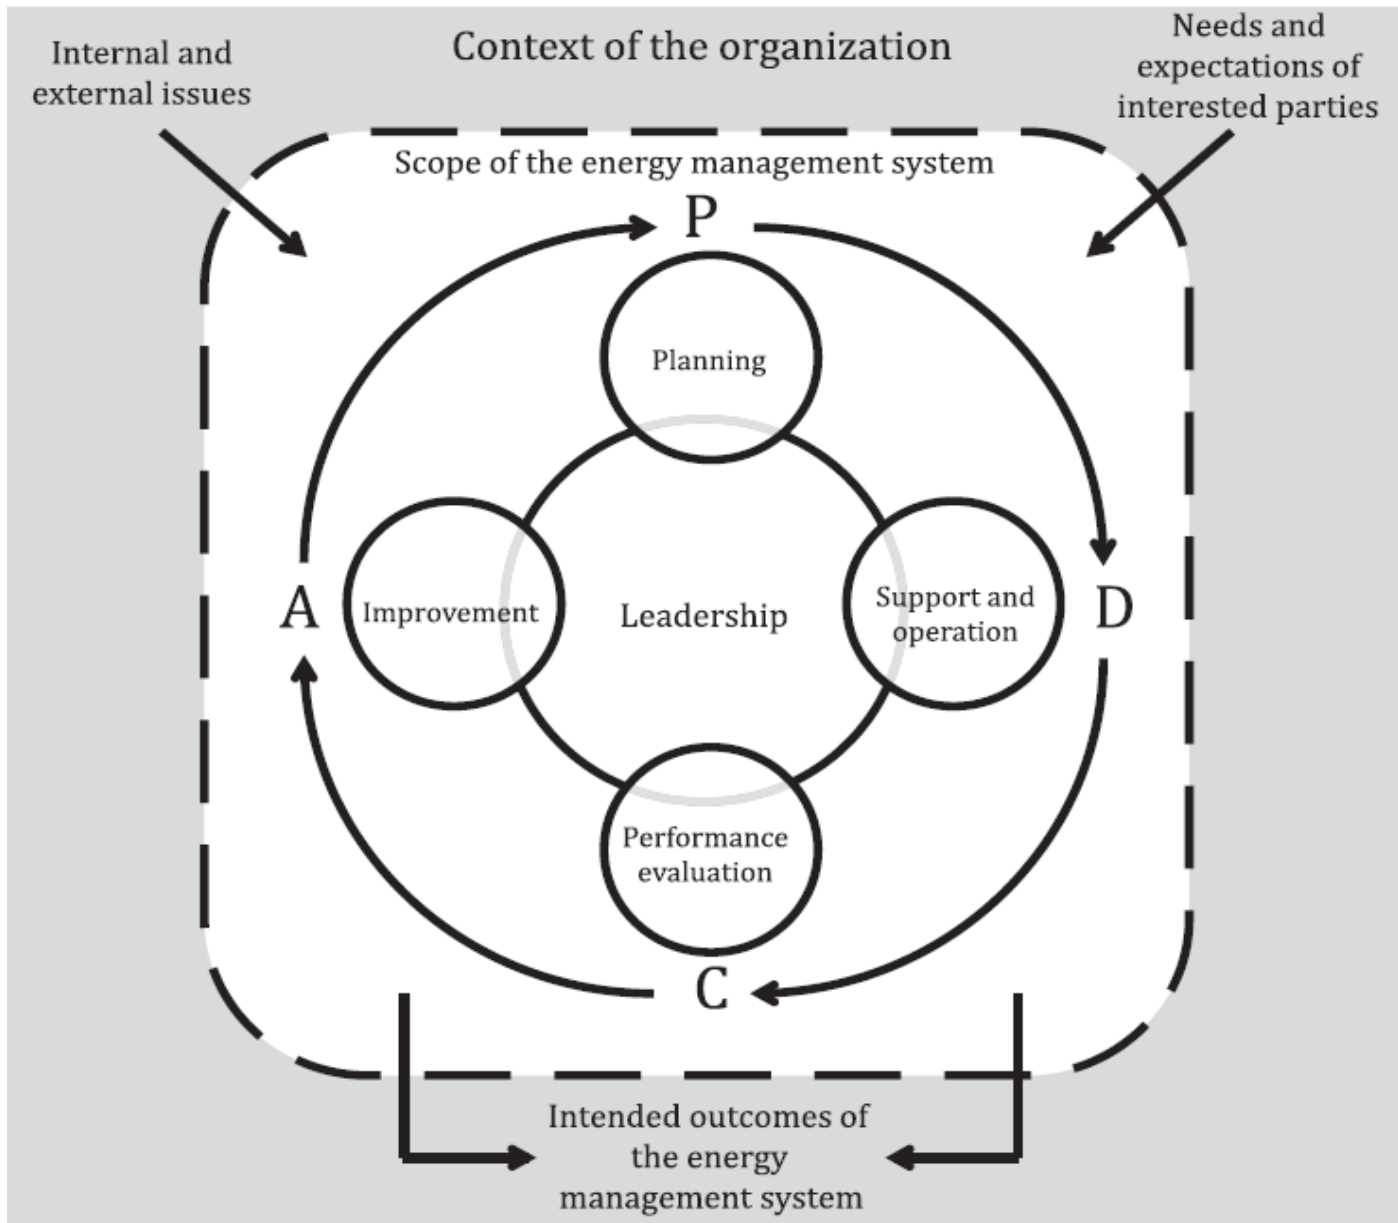 Context of the organization
Internal and
external issues
Needs and
expectations of
interested parties
Scope of the energy management system
P
Planning
A
Improvement
Leadership
Support and
operation
D
Performance
evaluation
C
Intended outcomes of
the energy
management system